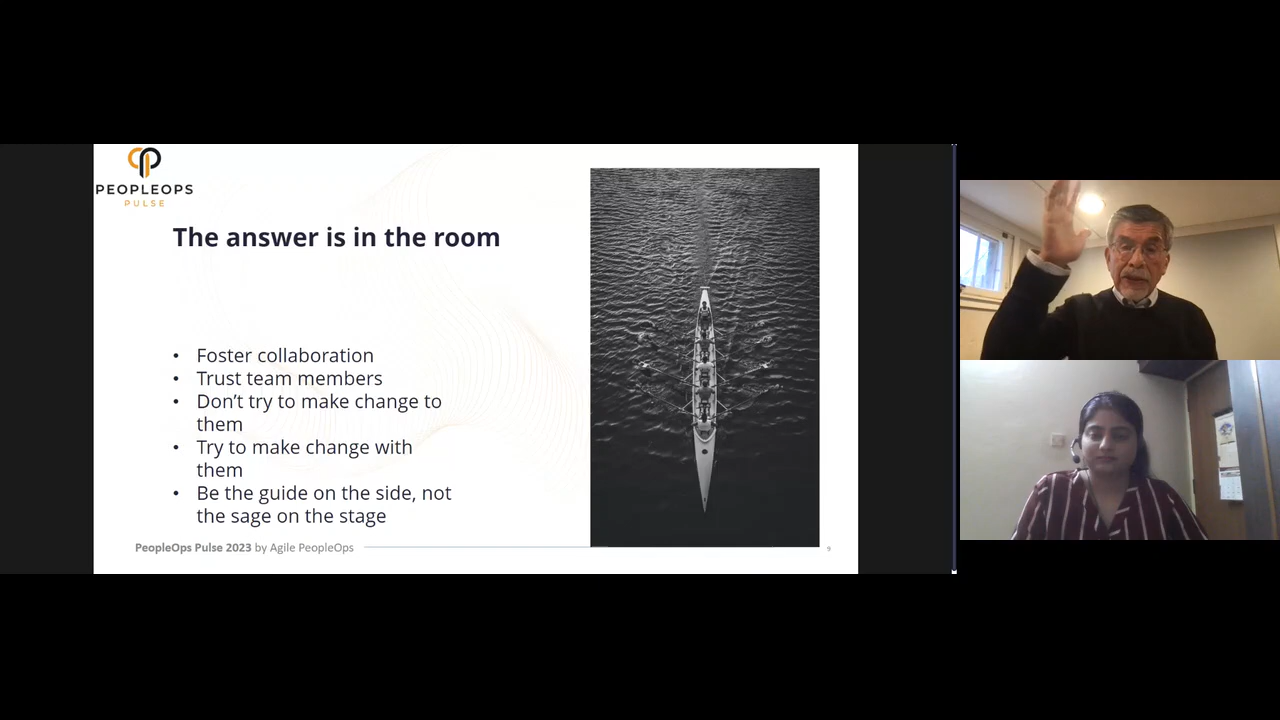 PEOPLEOPS
PULSE
The answer is in the room
• Foster collaboration
• Trust team members
• Don’t try to make change to
them
• Try to make change with
them
• Be the guide on the side, not
the sage on the stage
PeopleOps Pulse 2023 by Agile PeopleOps
9